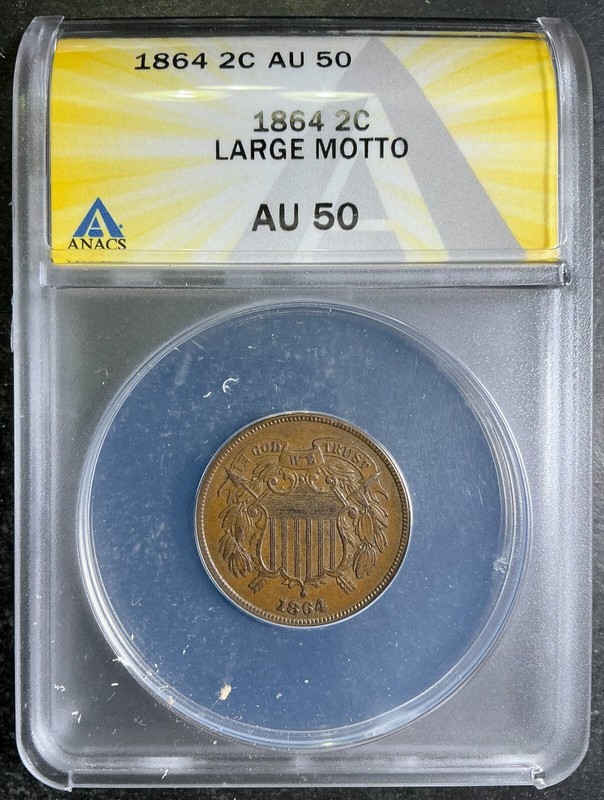 1864 2C AU 50
1864 2C
LARGE MOTTO
AU 50
ANACS
IN GOD WE TRUST
1864